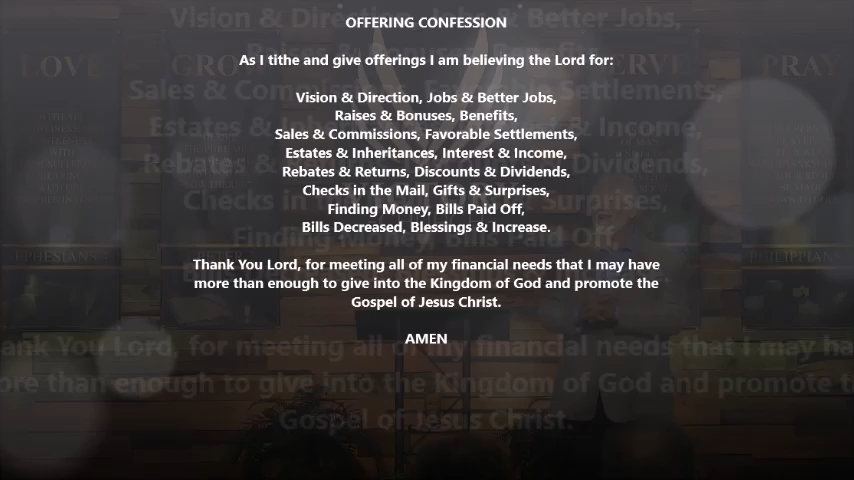 OFFERING CONFESSION
As I tithe and give offerings I am believing the Lord for:
Vision & Direction, Jobs & Better Jobs,
Raises & Bonuses, Benefits,
Sales & Commissions, Favorable Settlements,
Estates & Inheritances, Interest & Income,
Rebates & Returns, Discounts & Dividends,
Checks in the Mail, Gifts & Surprises,
Finding Money, Bills Paid Off,
Bills Decreased, Blessings & Increase.
Thank You Lord, for meeting all of my financial needs that I may have
more than enough to give into the Kingdom of God and promote the
Gospel of Jesus Christ.
AMEN